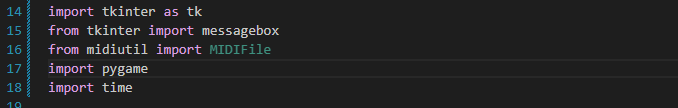 14 import tkinter as tk
15 from tkinter import messagebox
16 from midiutil import MIDIFile
17 import pygame
18 import time
19